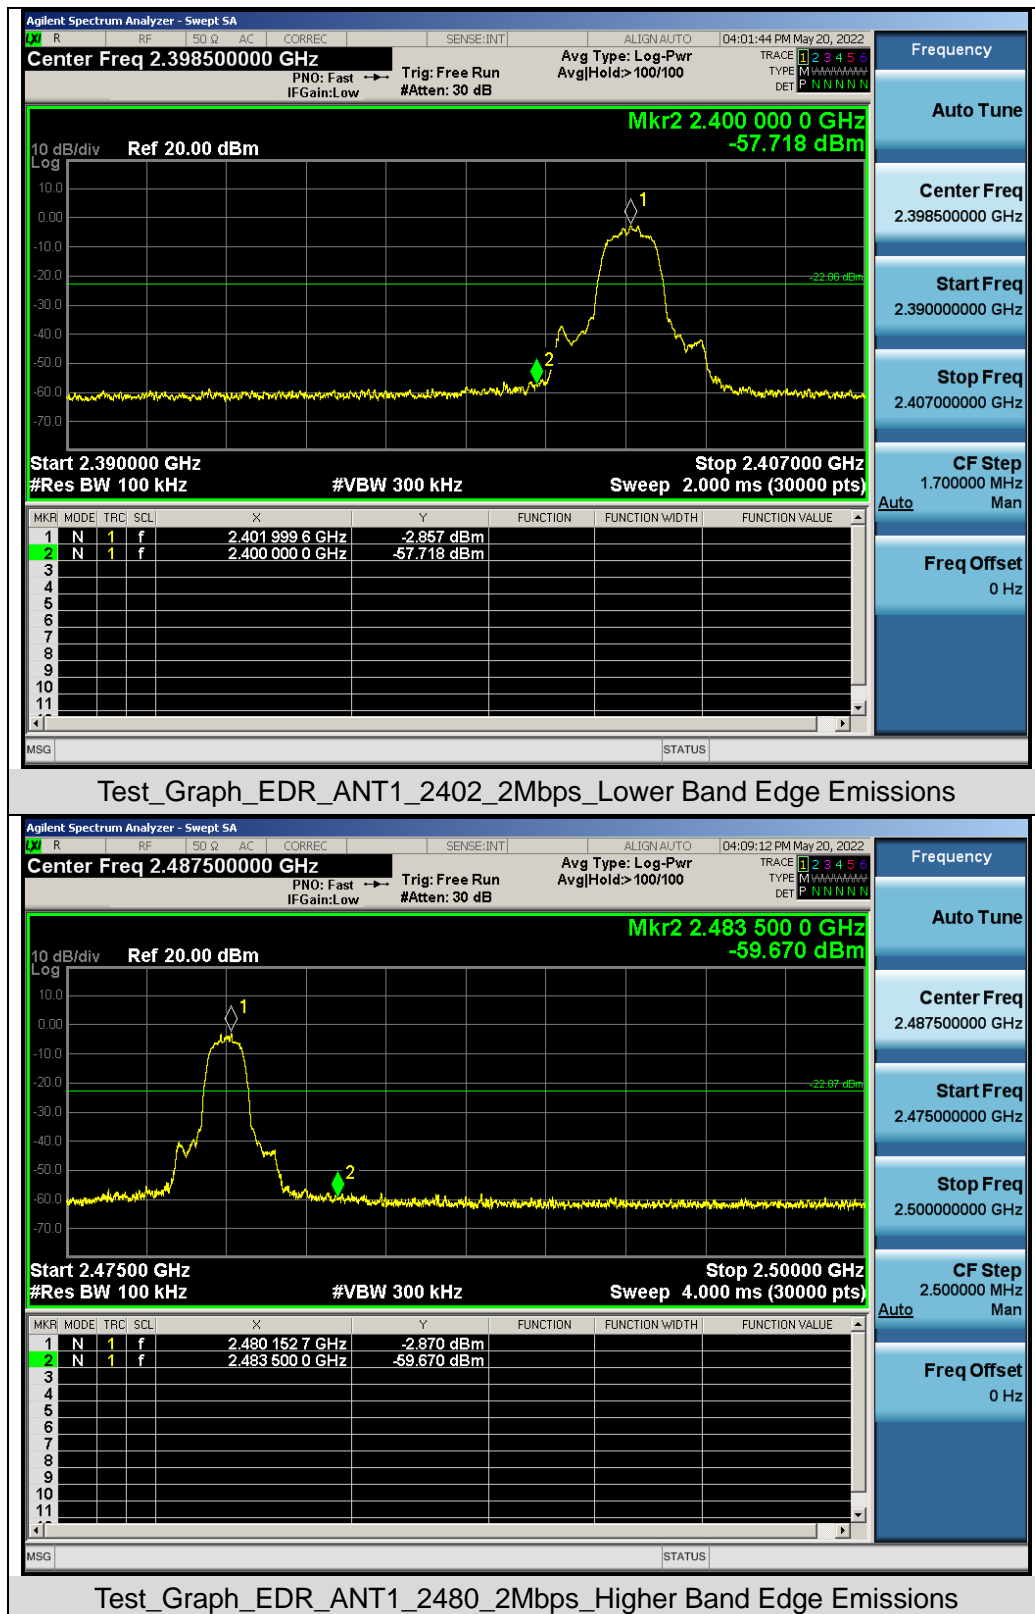 Agilent Spectrum Analyzer - Swept SA
LXI R RF 50 Ω AC CORREC SENSE:INT ALIGN AUTO 04:01:44 PM May 20, 2022
Center Freq 2.398500000 GHz
PNO: Fast
IFGain:Low
Trig: Free Run
#Atten: 30 dB
Avg Type: Log-Pwr
Avg|Hold:>100/100
TRACE 1 2 3 4 5 6
TYPE M WWWWW
DET P N N N N N
Mkr2 2.400 000 0 GHz
-57.718 dBm
10 dB/div
Log
Ref 20.00 dBm
10.0
0.00
-10.0
-20.0
-30.0
-40.0
-50.0
-60.0
-70.0
1
2
-22.86 dBm
Start 2.390000 GHz
Stop 2.407000 GHz
#Res BW 100 kHz
#VBW 300 kHz
Sweep 2.000 ms (30000 pts)
MKR MODE TRC SCL X Y FUNCTION FUNCTION WIDTH FUNCTION VALUE
1 N 1 f 2.401 999 6 GHz -2.857 dBm
2 N 1 f 2.400 000 0 GHz -57.718 dBm
3
4
5
6
7
8
9
10
11
MSG
STATUS
Frequency
Auto Tune
Center Freq
2.398500000 GHz
Start Freq
2.390000000 GHz
Stop Freq
2.407000000 GHz
CF Step
1.700000 MHz
Auto Man
Freq Offset
0 Hz
Test_Graph_EDR_ANT1_2402_2Mbps_Lower Band Edge Emissions
Agilent Spectrum Analyzer - Swept SA
LXI R RF 50 Ω AC CORREC SENSE:INT ALIGN AUTO 04:09:12 PM May 20, 2022
Center Freq 2.487500000 GHz
PNO: Fast
IFGain:Low
Trig: Free Run
#Atten: 30 dB
Avg Type: Log-Pwr
Avg|Hold:>100/100
TRACE 1 2 3 4 5 6
TYPE M WWWWW
DET P N N N N N
Mkr2 2.483 500 0 GHz
-59.670 dBm
10 dB/div
Log
Ref 20.00 dBm
10.0
0.00
-10.0
-20.0
-30.0
-40.0
-50.0
-60.0
-70.0
1
2
-22.87 dBm
Start 2.47500 GHz
Stop 2.50000 GHz
#Res BW 100 kHz
#VBW 300 kHz
Sweep 4.000 ms (30000 pts)
MKR MODE TRC SCL X Y FUNCTION FUNCTION WIDTH FUNCTION VALUE
1 N 1 f 2.480 152 7 GHz -2.870 dBm
2 N 1 f 2.483 500 0 GHz -59.670 dBm
3
4
5
6
7
8
9
10
11
MSG
STATUS
Frequency
Auto Tune
Center Freq
2.487500000 GHz
Start Freq
2.475000000 GHz
Stop Freq
2.500000000 GHz
CF Step
2.500000 MHz
Auto Man
Freq Offset
0 Hz
Test_Graph_EDR_ANT1_2480_2Mbps_Higher Band Edge Emissions